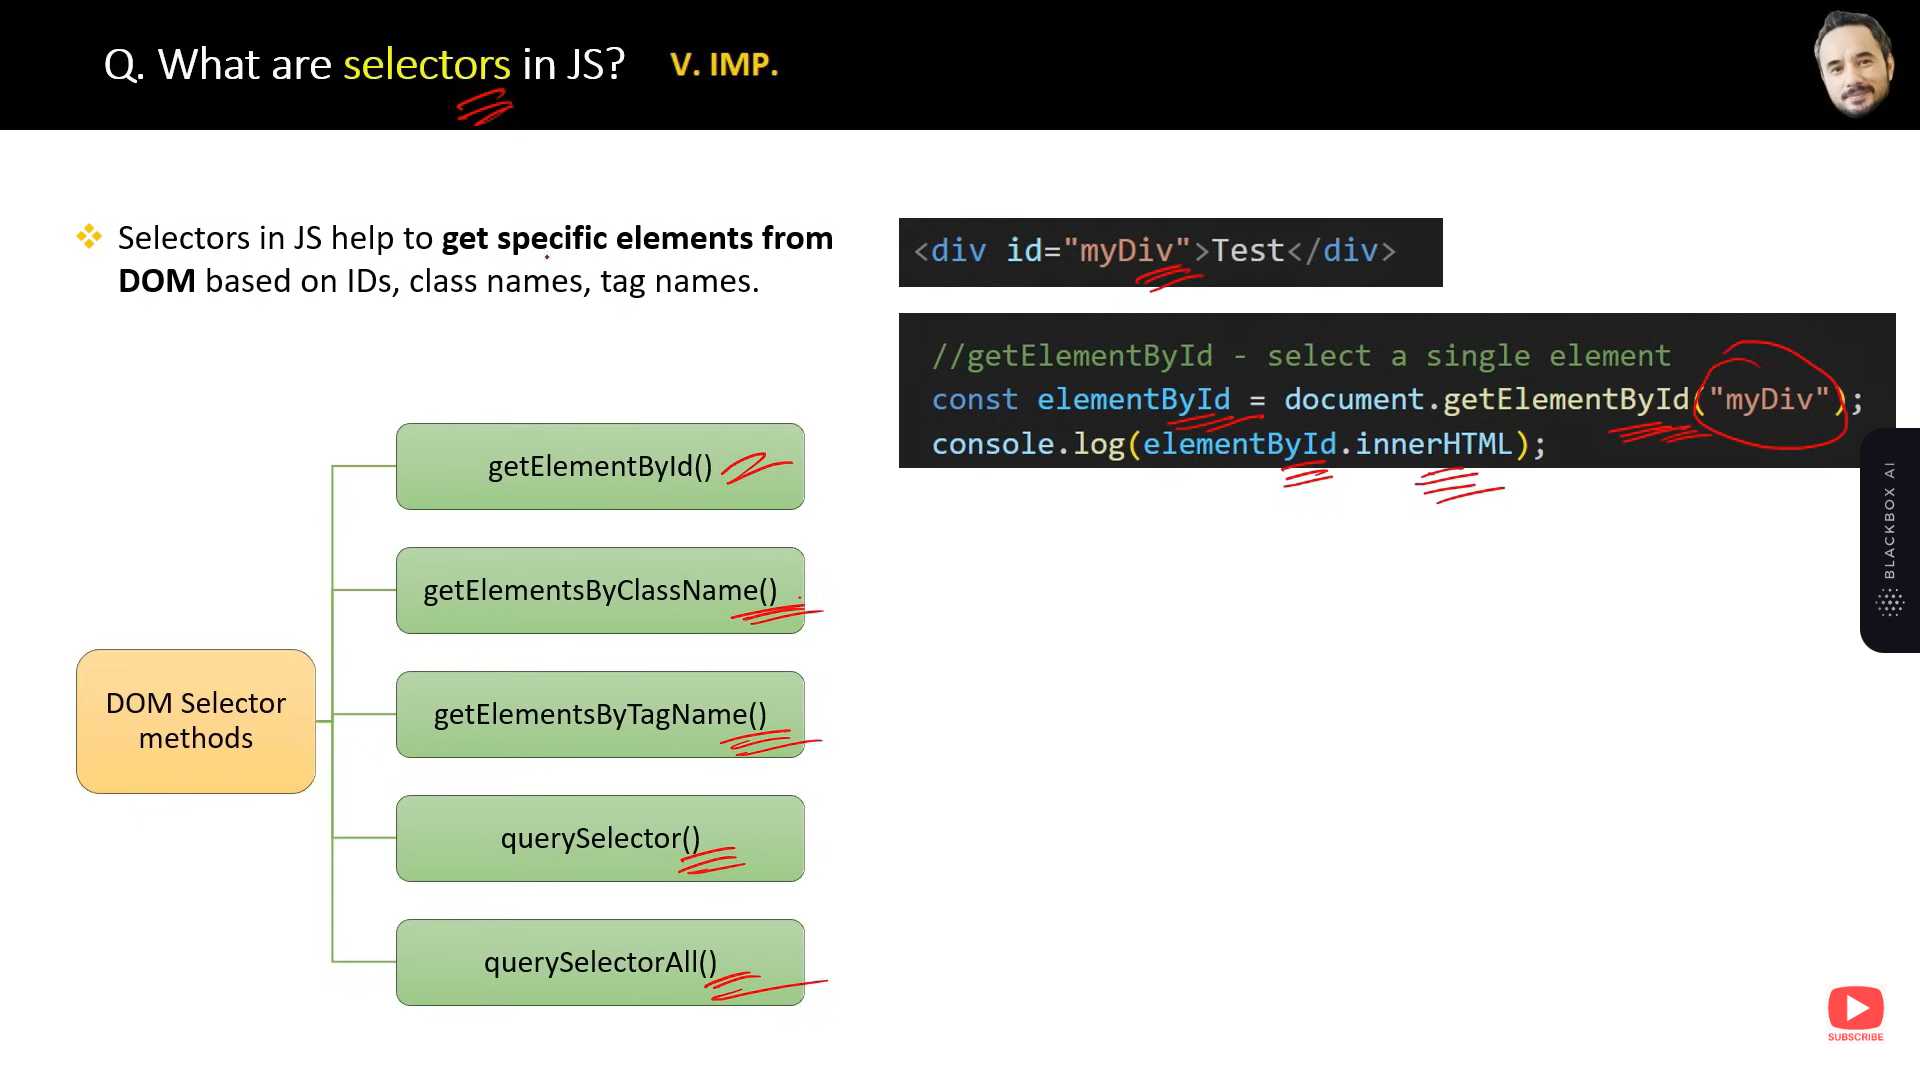 Q. What are selectors in JS? V. IMP.
Selectors in JS help to get specific elements from
DOM based on IDs, class names, tag names.
<div id="myDiv">Test</div>
//getElementById - select a single element
const elementById = document.getElementById("myDiv");
console.log(elementById.innerHTML);
DOM Selector
methods
getElementById()
getElementsByClassName()
getElementsByTagName()
querySelector()
querySelectorAll()
BLACKBOX AI
SUBSCRIBE